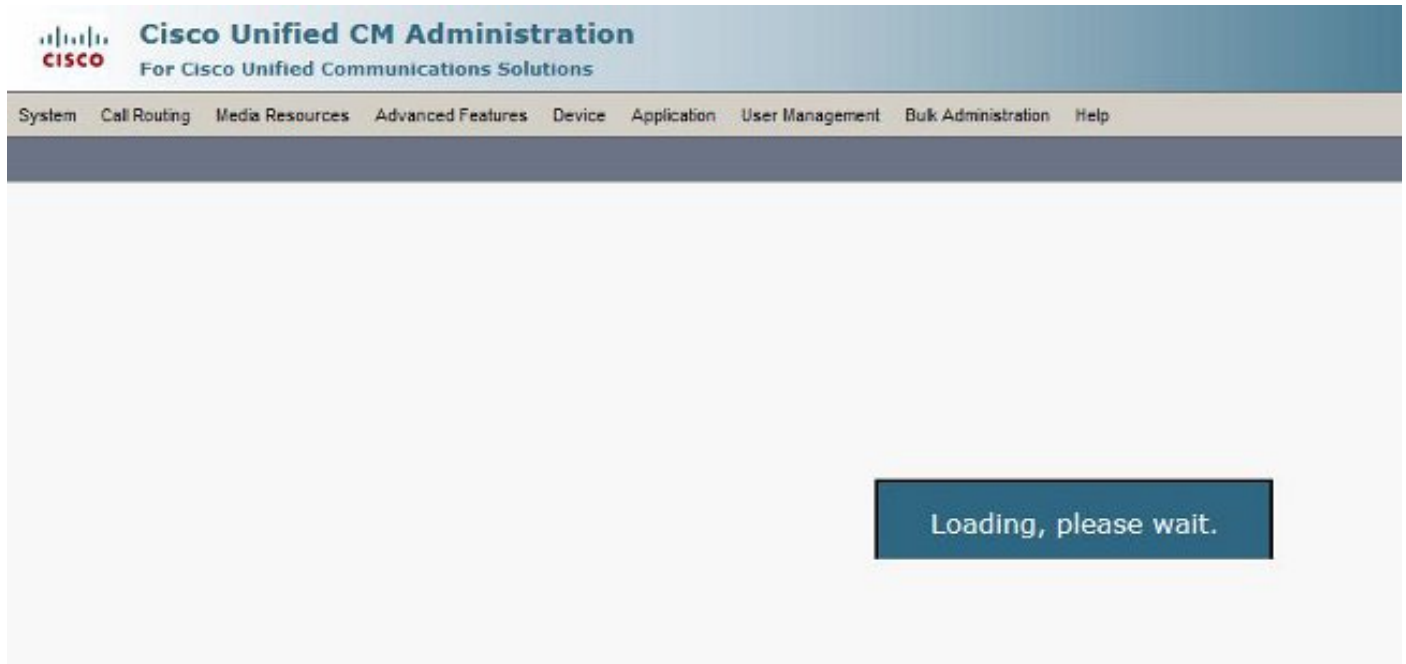 Cisco Unified CM Administration
CISCO
For Cisco Unified Communications Solutions
System Call Routing Media Resources Advanced Features Device Application User Management Bulk Administration Help
Loading, please wait.